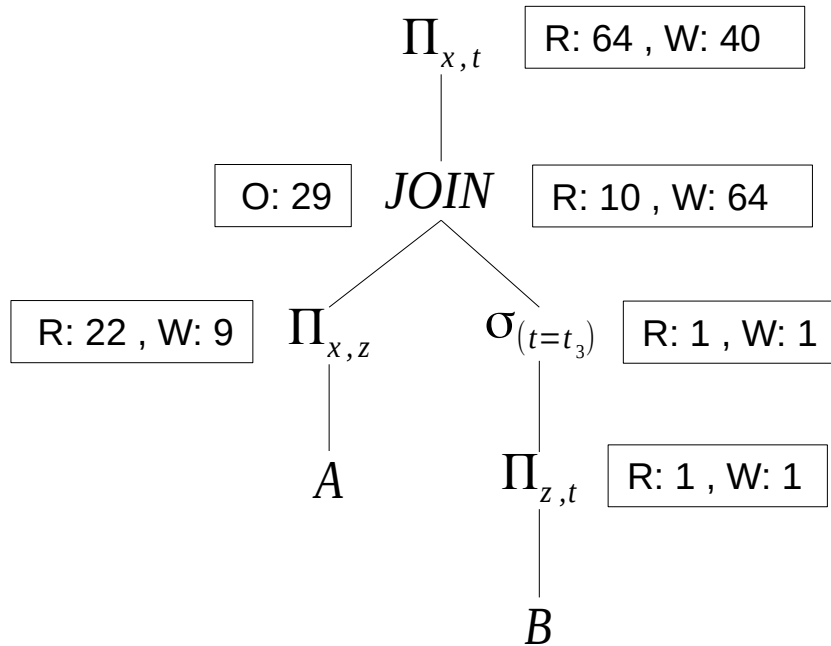 Π x,t
R: 64 , W: 40
O: 29
JOIN
R: 10 , W: 64
R: 22 , W: 9
Π x,z
σ (t=t3)
R: 1 , W: 1
A
Π z,t
R: 1 , W: 1
B